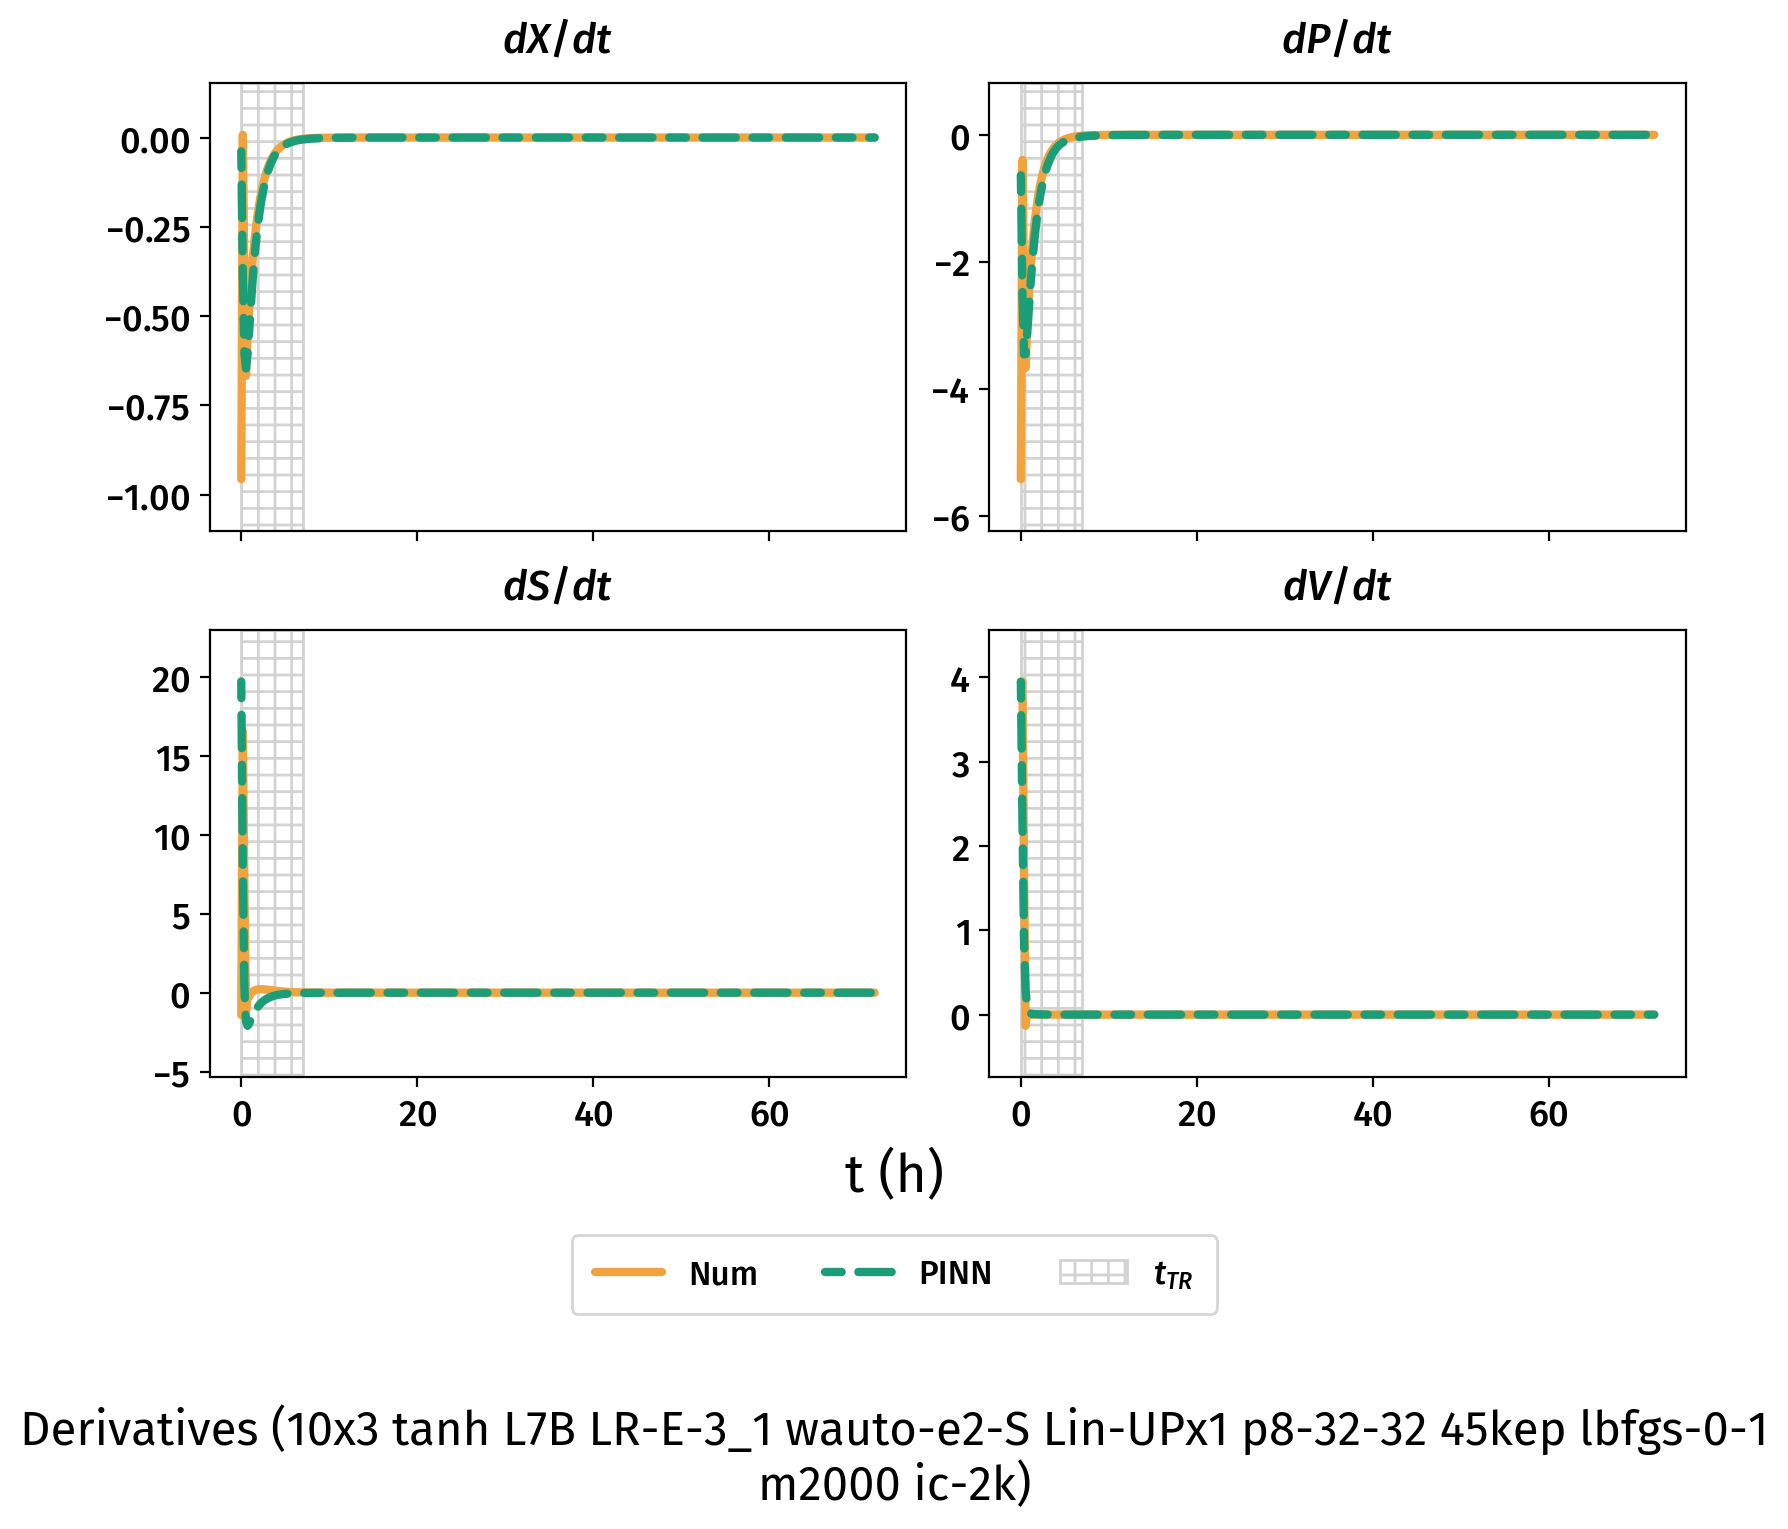 dX/dt
dP/dt
0.00
−0.25
−0.50
−0.75
−1.00
0
−2
−4
−6
dS/dt
dV/dt
20
15
10
5
0
−5
4
3
2
1
0
0 20 40 60
0 20 40 60
t (h)
Num PINN tTR
Derivatives (10x3 tanh L7B LR-E-3_1 wauto-e2-S Lin-UPx1 p8-32-32 45kep lbfgs-0-1
m2000 ic-2k)